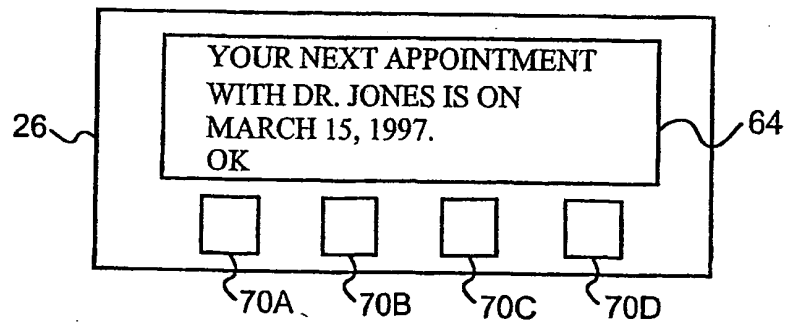 YOUR NEXT APPOINTMENT
WITH DR. JONES IS ON
MARCH 15, 1997.
OK
26
64
70A
70B
70C
70D